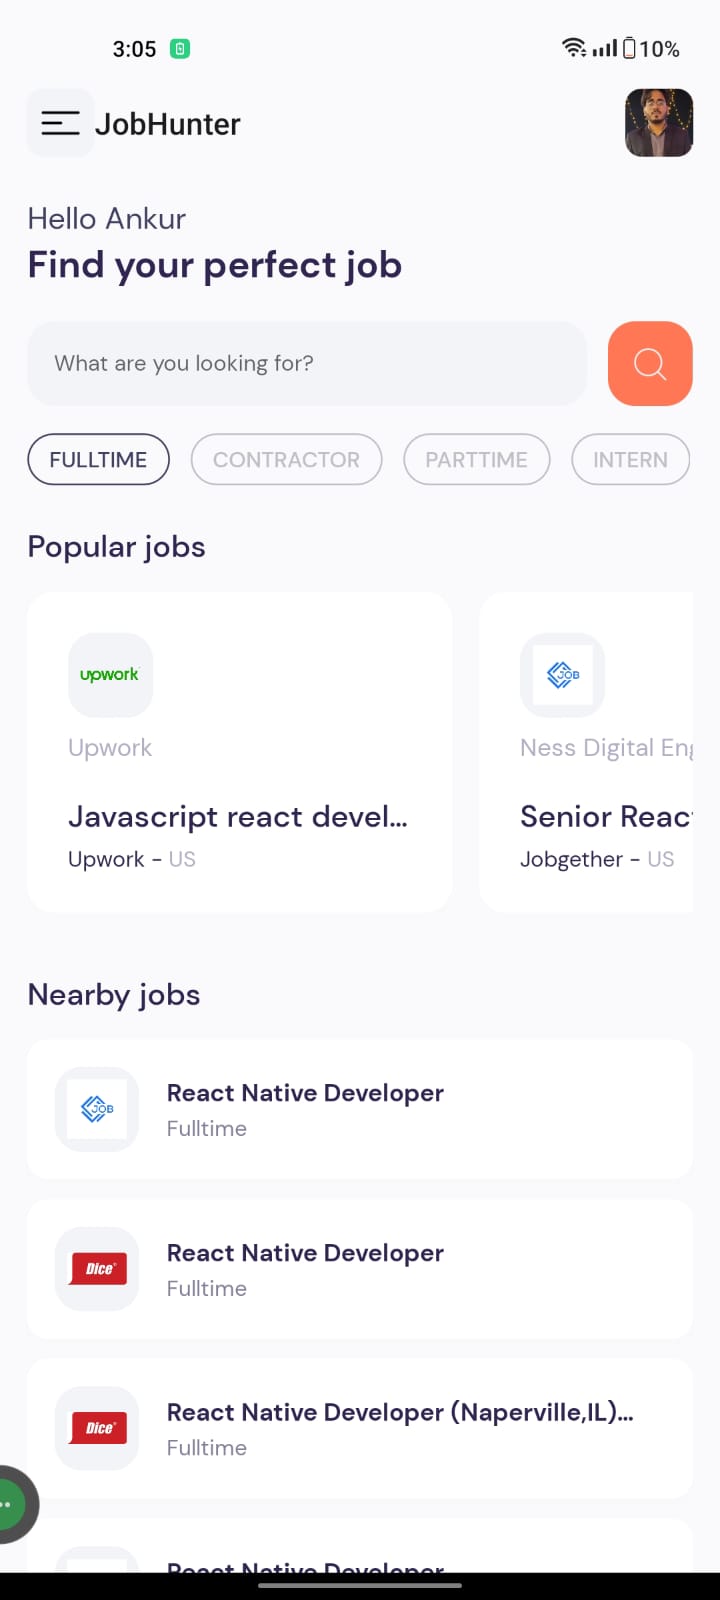 3:05 10%
JobHunter
Hello Ankur
Find your perfect job
What are you looking for?
FULLTIME CONTRACTOR PARTTIME INTERN
Popular jobs
upwork JOB
Upwork Ness Digital Eng
Javascript react devel... Senior Reac
Upwork - US Jobgether - US
Nearby jobs
JOB
React Native Developer
Fulltime
Dice
React Native Developer
Fulltime
Dice
React Native Developer (Naperville,IL)...
Fulltime
React Native Developer